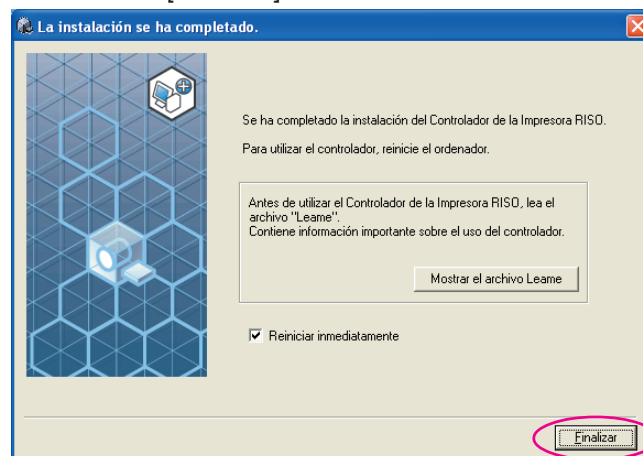 La instalación se ha completado.
Se ha completado la instalación del Controlador de la Impresora RISO.
Para utilizar el controlador, reinicie el ordenador.
Antes de utilizar el Controlador de la Impresora RISO, lea el
archivo "Leame".
Contiene información importante sobre el uso del controlador.
Mostrar el archivo Leame
Reiniciar inmediatamente
Finalizar